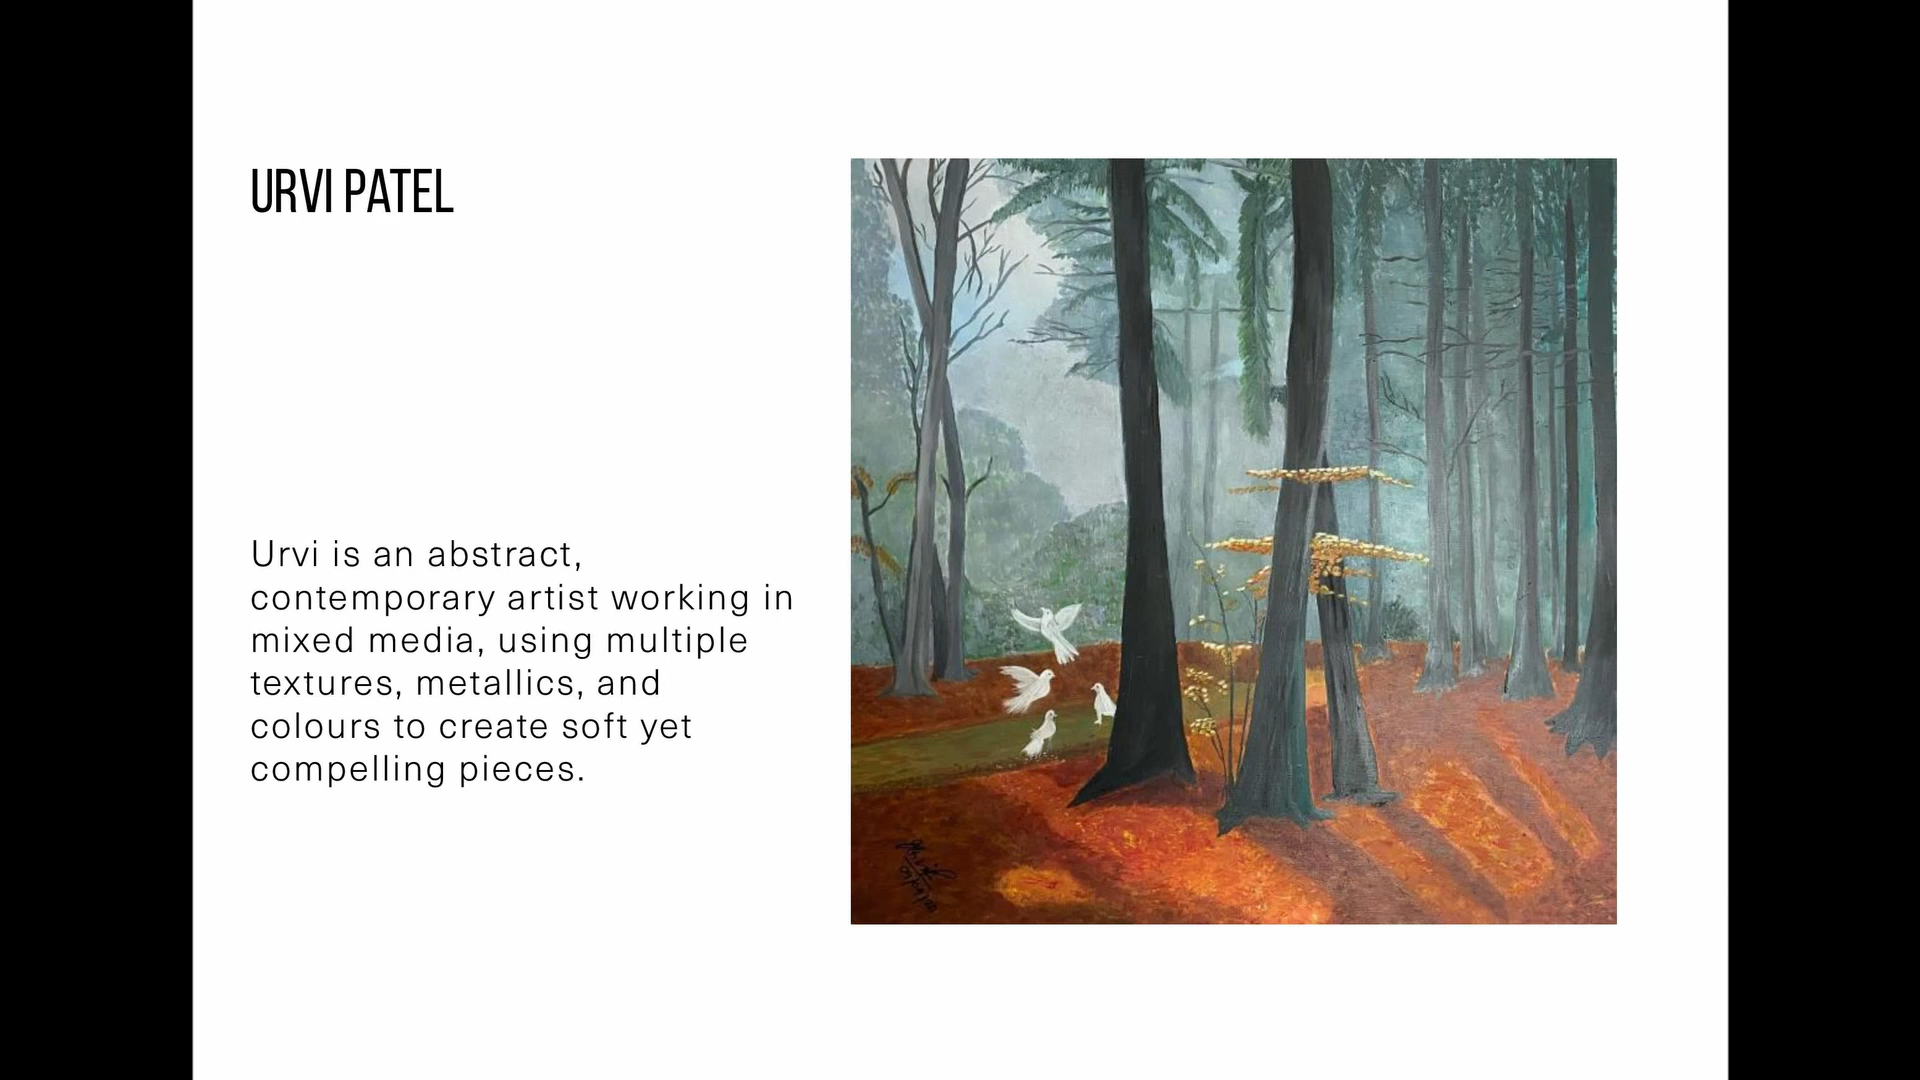 URVI PATEL
Urvi is an abstract,
contemporary artist working in
mixed media, using multiple
textures, metallics, and
colours to create soft yet
compelling pieces.